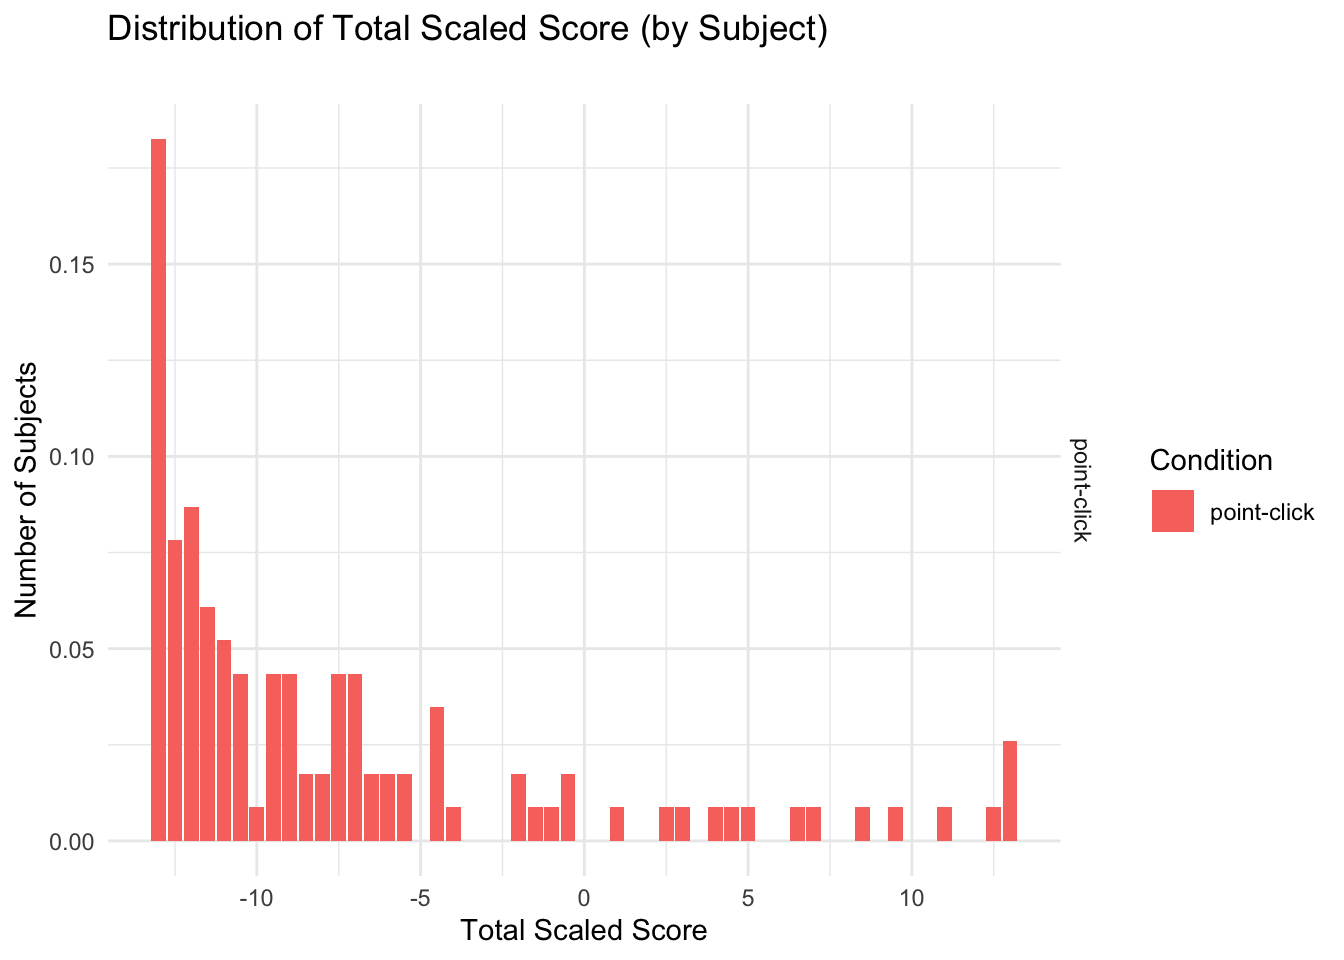 Distribution of Total Scaled Score (by Subject)
Number of Subjects
0.15
0.10
0.05
0.00
-10
-5
0
5
10
Total Scaled Score
point-click
Condition
point-click